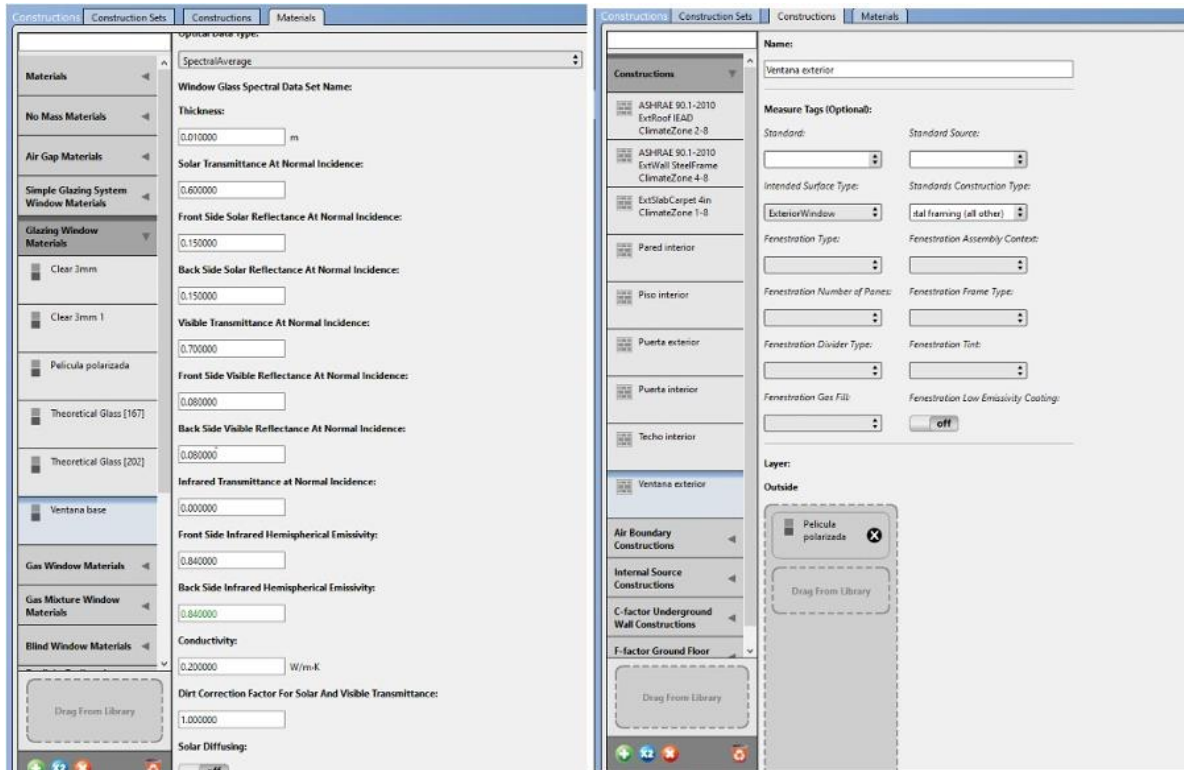 Constructions Construction Sets Constructions Materials
Optical Data Type:
SpectralAverage
Materials
Window Glass Spectral Data Set Name:
Thickness:
No Mass Materials
0.010000 m
Air Gap Materials
Solar Transmittance At Normal Incidence:
Simple Glazing System
Window Materials
0.600000
Glazing Window
Materials
Front Side Solar Reflectance At Normal Incidence:
0.150000
Clear 3mm
Back Side Solar Reflectance At Normal Incidence:
0.150000
Clear 3mm 1
Visible Transmittance At Normal Incidence:
0.700000
Pelicula polarizada
Front Side Visible Reflectance At Normal Incidence:
0.080000
Theoretical Glass [167]
Back Side Visible Reflectance At Normal Incidence:
0.080000
Theoretical Glass [202]
Infrared Transmittance at Normal Incidence:
0.000000
Ventana base
Front Side Infrared Hemispherical Emissivity:
0.840000
Gas Window Materials
Back Side Infrared Hemispherical Emissivity:
0.840000
Gas Mixture Window
Materials
Conductivity:
Blind Window Materials
0.200000 W/m·K
Dirt Correction Factor For Solar And Visible Transmittance:
Drag From Library
1.000000
Solar Diffusing:
off
x2
Constructions Construction Sets Constructions Materials
Name:
Ventana exterior
Constructions
ASHRAE 90.1-2010
ExtRoof IEAD
ClimateZone 2-8
ASHRAE 90.1-2010
ExtWall SteelFrame
ClimateZone 4-8
ExtSlabCarpet 4in
ClimateZone 1-8
Pared interior
Piso interior
Puerta exterior
Puerta interior
Techo interior
Ventana exterior
Air Boundary
Constructions
Internal Source
Constructions
C-factor Underground
Wall Constructions
F-factor Ground Floor
Drag From Library
x2
Measure Tags (Optional):
Standard: Standard Source:
Intended Surface Type: Standards Construction Type:
ExteriorWindow ital framing (all other)
Fenestration Type: Fenestration Assembly Context:
Fenestration Number of Panes: Fenestration Frame Type:
Fenestration Divider Type: Fenestration Tint:
Fenestration Gas Fill: Fenestration Low Emissivity Coating:
off
Layer:
Outside
Pelicula
polarizada
Drag From Library